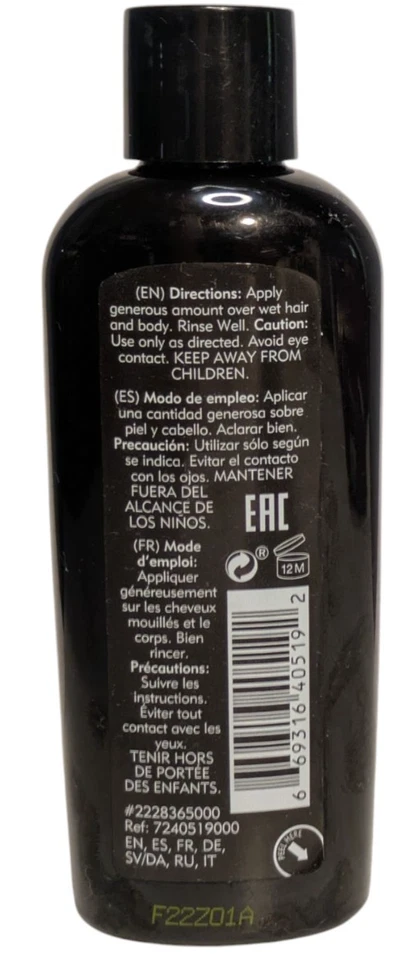 (EN) Directions: Apply
generous amount over wet hair
and body. Rinse Well. Caution:
Use only as directed. Avoid eye
contact. KEEP AWAY FROM
CHILDREN.
(ES) Modo de empleo: Aplicar
una cantidad generosa sobre
piel y cabello. Aclarar bien.
Precaución: Utilizar sólo según
se indica. Evitar el contacto
con los ojos. MANTENER
FUERA DEL
ALCANCE DE
LOS NIÑOS.
EAC
(FR) Mode
d'emploi:
Appliquer
généreusement
sur les cheveux
mouillés et le
corps. Bien
rincer.
Précautions:
Suivre les
instructions.
Éviter tout
contact avec les
yeux.
TENIR HORS
DE PORTÉE
DES ENFANTS.
®
12M
6 69316 40519 2
#2228365000
Ref: 7240519000
EN, ES, FR, DE,
SV/DA, RU, IT
PEEL HERE
F22Z01A